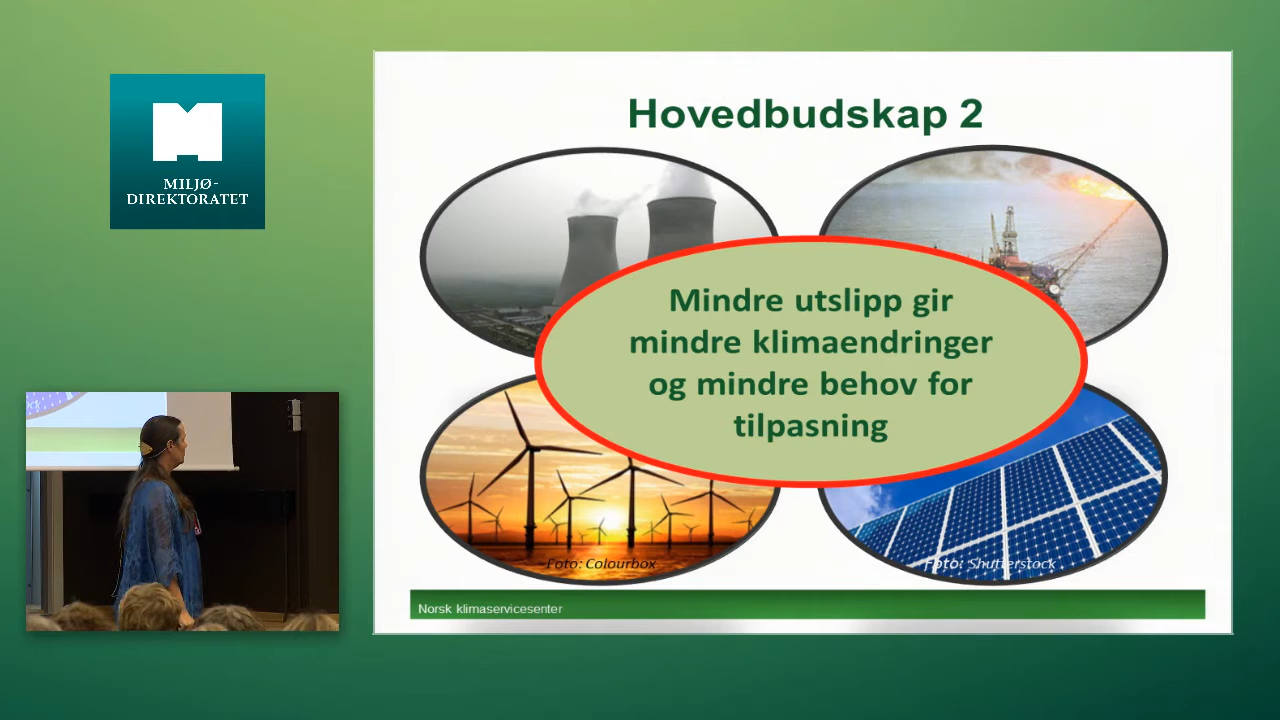 MILJØ-
DIREKTORATET
Hovedbudskap 2
Mindre utslipp gir
mindre klimaendringer
og mindre behov for
tilpasning
Foto: Colourbox
Foto: Shutterstock
Norsk klimaservicesenter